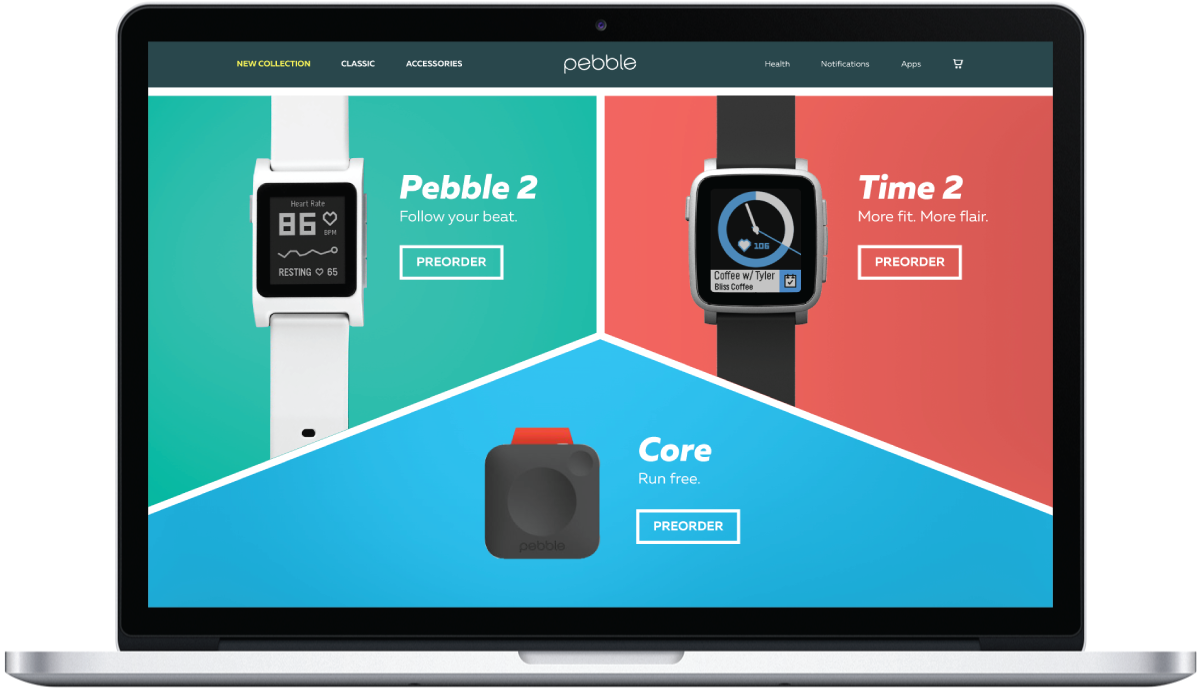 NEW COLLECTION
CLASSIC
ACCESSORIES
pebble
Health
Notifications
Apps
Pebble 2
Follow your beat.
PREORDER
Heart Rate
86
BPM
RESTING 65
Time 2
More fit. More flair.
PREORDER
106
Coffee w/ Tyler
Bliss Coffee
Core
Run free.
PREORDER
pebble